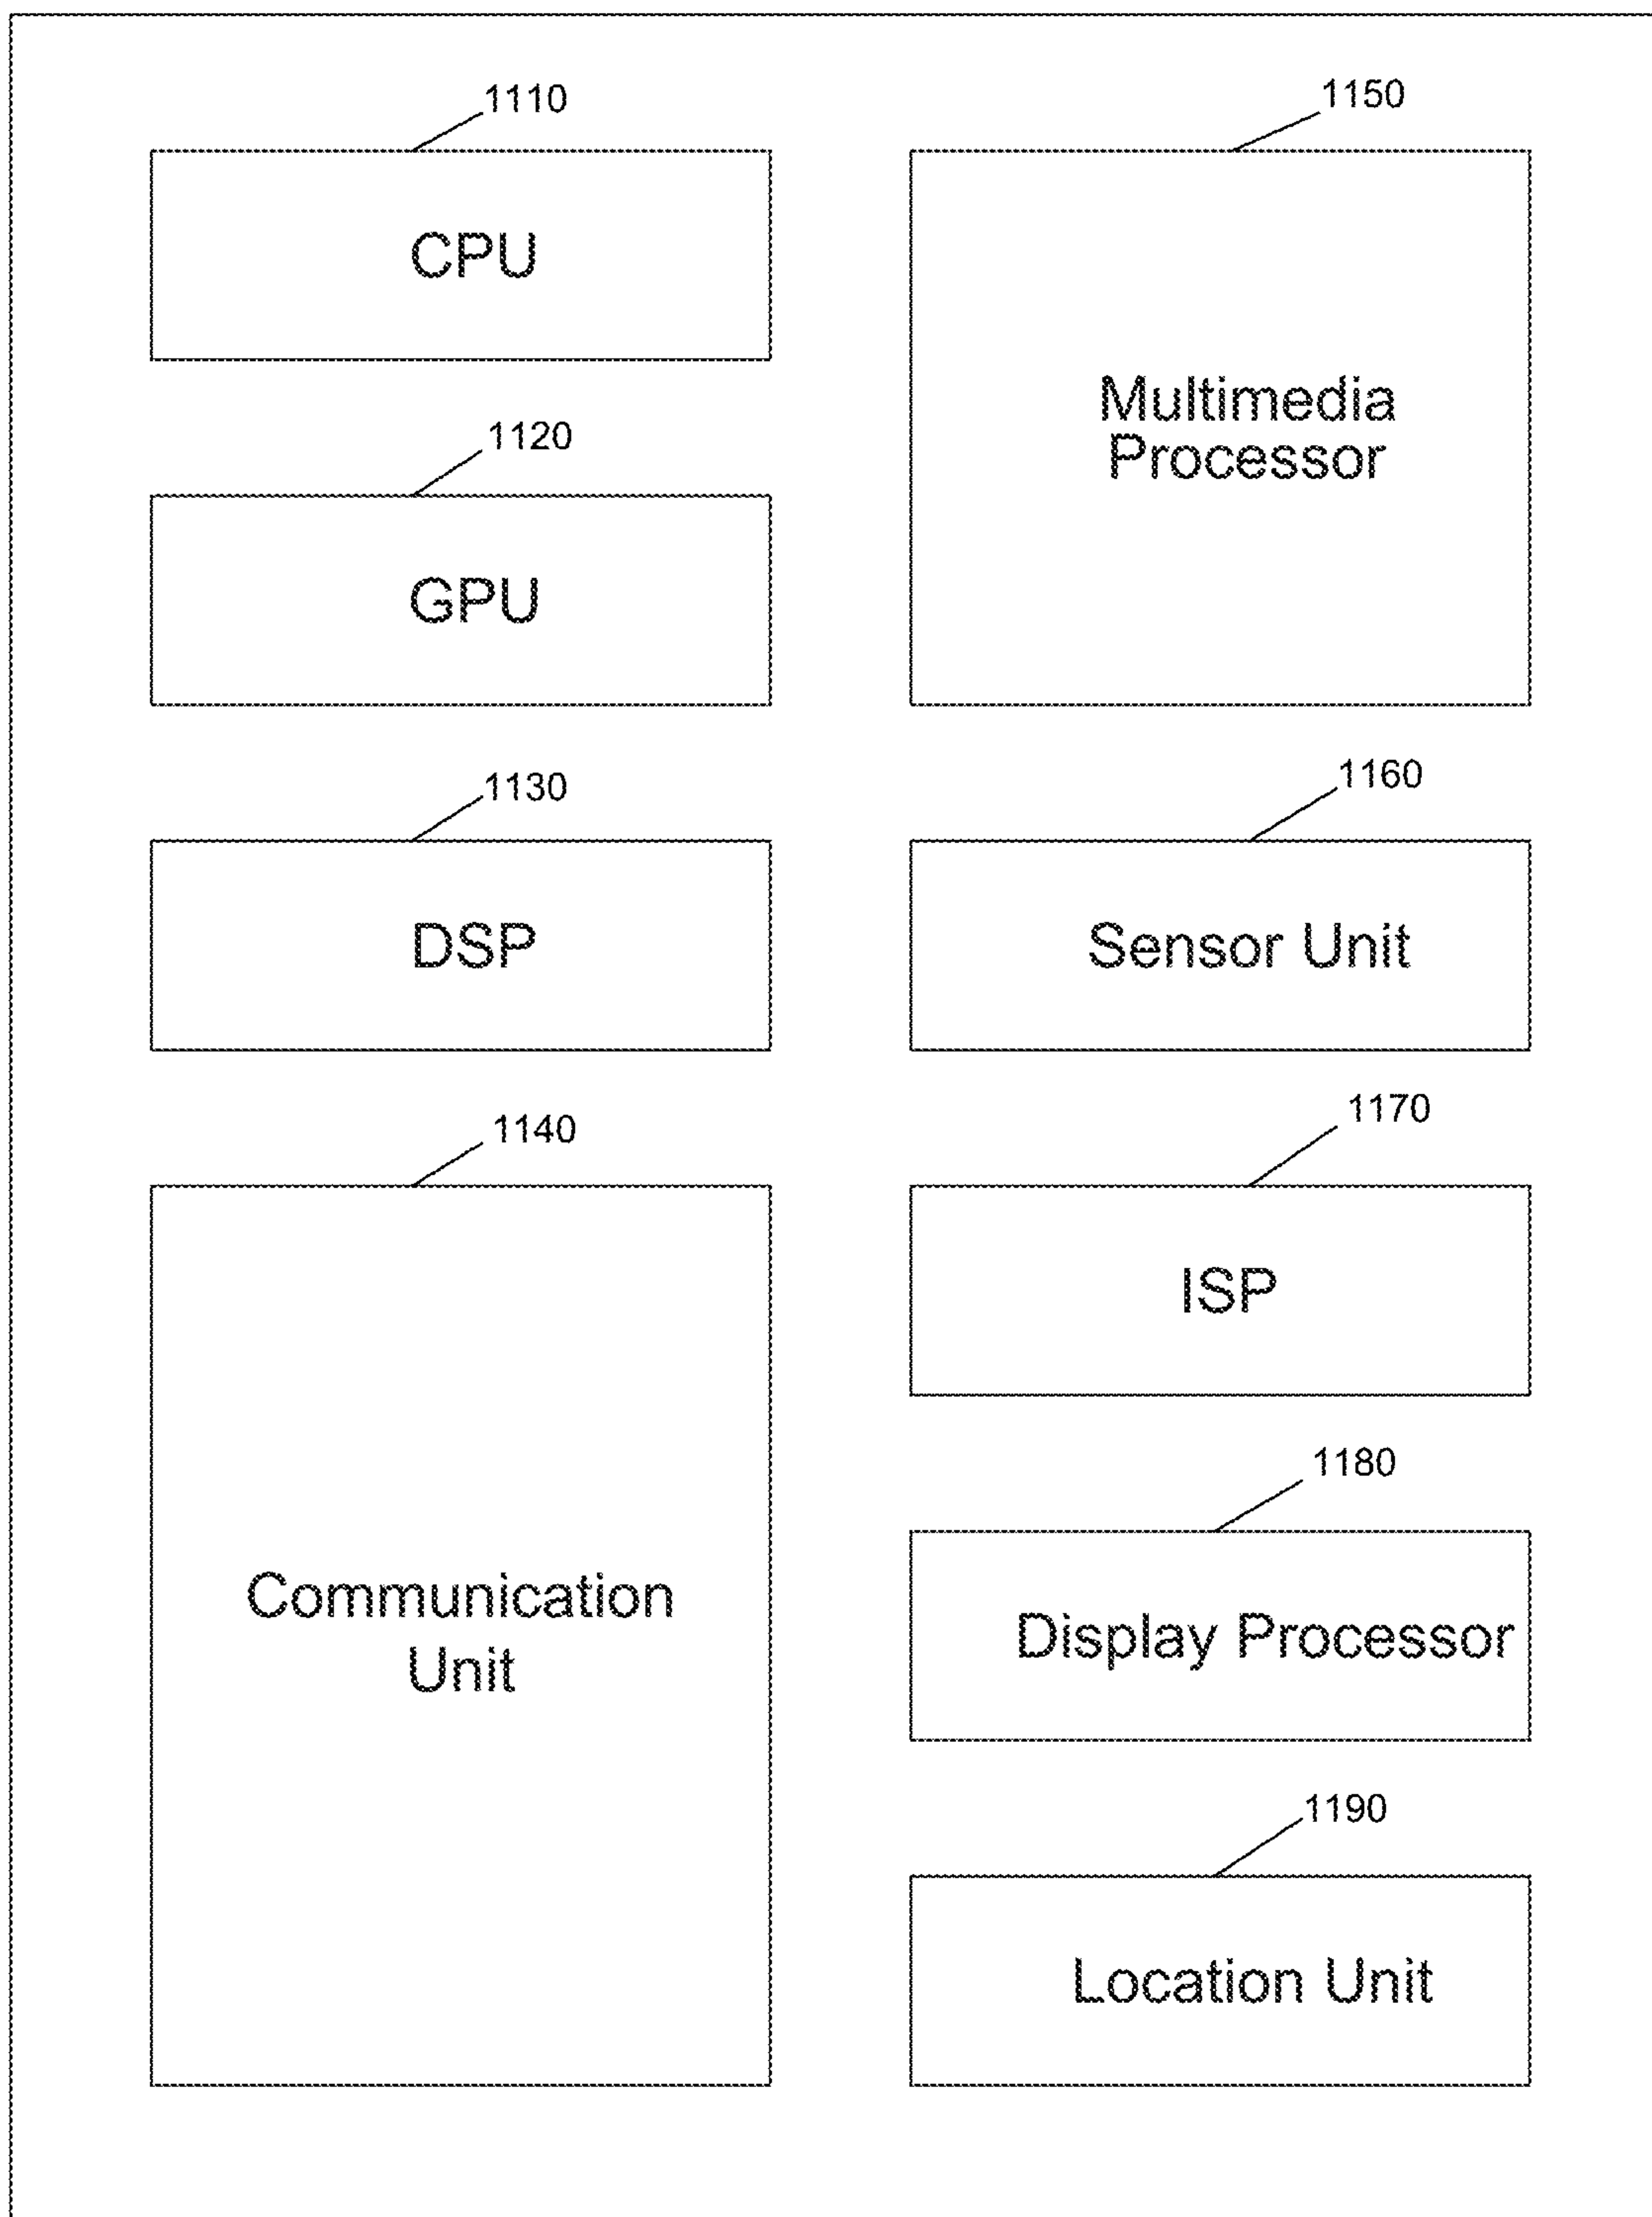 1110
CPU
1120
GPU
1130
DSP
1140
Communication
Unit
1150
Multimedia
Processor
1160
Sensor Unit
1170
ISP
1180
Display Processor
1190
Location Unit